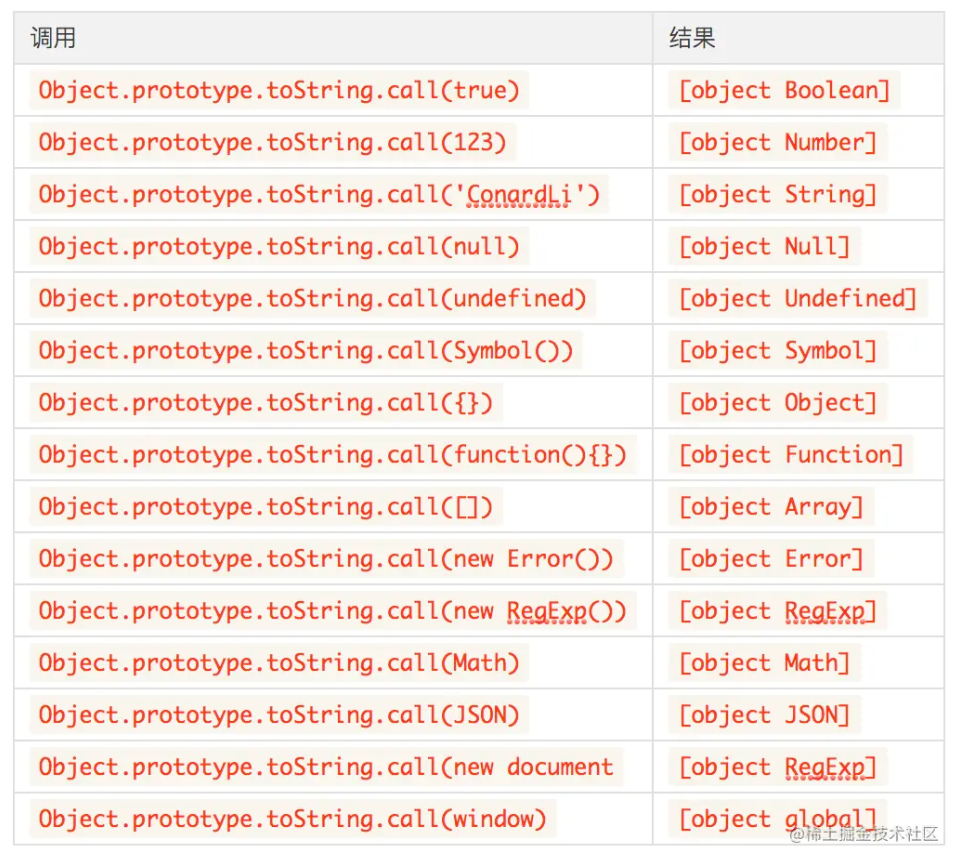 调用 结果
Object.prototype.toString.call(true) [object Boolean]
Object.prototype.toString.call(123) [object Number]
Object.prototype.toString.call('ConardLi') [object String]
Object.prototype.toString.call(null) [object Null]
Object.prototype.toString.call(undefined) [object Undefined]
Object.prototype.toString.call(Symbol()) [object Symbol]
Object.prototype.toString.call({}) [object Object]
Object.prototype.toString.call(function(){}) [object Function]
Object.prototype.toString.call([]) [object Array]
Object.prototype.toString.call(new Error()) [object Error]
Object.prototype.toString.call(new RegExp()) [object RegExp]
Object.prototype.toString.call(Math) [object Math]
Object.prototype.toString.call(JSON) [object JSON]
Object.prototype.toString.call(new document [object RegExp]
Object.prototype.toString.call(window) [object global]
@稀土掘金技术社区